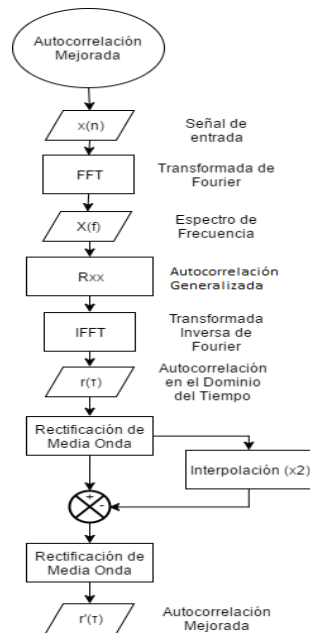 Autocorrelación
Mejorada
x(n)
Señal de
entrada
FFT
Transformada de
Fourier
X(f)
Espectro de
Frecuencia
Rxx
Autocorrelación
Generalizada
IFFT
Transformada
Inversa de
Fourier
r(τ)
Autocorrelación
en el Dominio
del Tiempo
Rectificación de
Media Onda
Interpolación (x2)
+
-
Rectificación de
Media Onda
r'(τ)
Autocorrelación
Mejorada